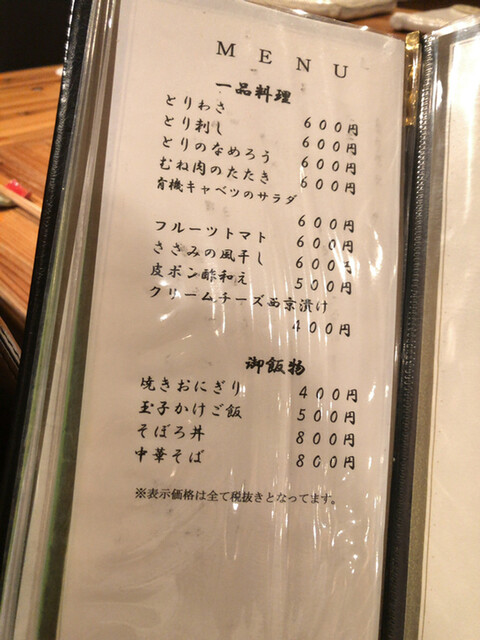 MENU
一品料理
とりわさ 600円
とり刺し 600円
とりのなめろう 600円
むね肉のたたき 600円
有機キャベツのサラダ
600円
フルーツトマト 600円
ささみの風干し 600円
皮ポン酢和え 500円
クリームチーズ西京漬け
400円
御飯物
焼きおにぎり 400円
玉子かけご飯 500円
そぼろ丼 800円
中華そば 800円
※表示価格は全て税抜きとなってます。